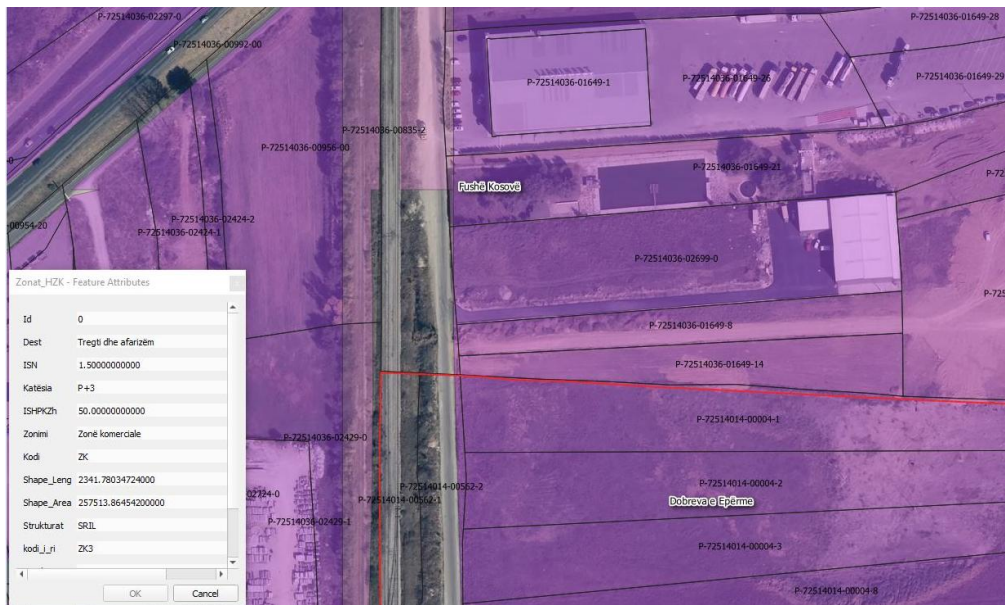 P-72514036-02297-0
P-72514036-01649-28
P-72514036-00992-00
P-72514036-01649-1
P-72514036-01649-26
P-72514036-01649-29
P-72514036-00835-2
P-72514036-00956-00
P-72514036-01649-21
Fushë Kosovë
P-72514036-02424-2
00954-20
P-72514036-02424-1
P-72514036-02699-0
Zonat_HZK - Feature Attributes
Id 0
Dest Tregti dhe afarizëm
ISN 1.50000000000
Katësia P+3
ISHPKZh 50.00000000000
Zonimi Zonë komerciale
Kodi ZK
Shape_Leng 2341.78034724000
Shape_Area 257513.86454200000
Strukturat SRIL
kodi_i_ri ZK3
OK Cancel
P-72514036-01649-8
P-72514036-01649-14
P-72514014-00004-1
P-72514036-02429-0
P-72514014-00562-2
P-72514014-00004-2
02724-0
P-72514014-00562-1
Dobreva e Epërme
P-72514036-02429-1
P-72514014-00004-3
P-72514014-00004-8